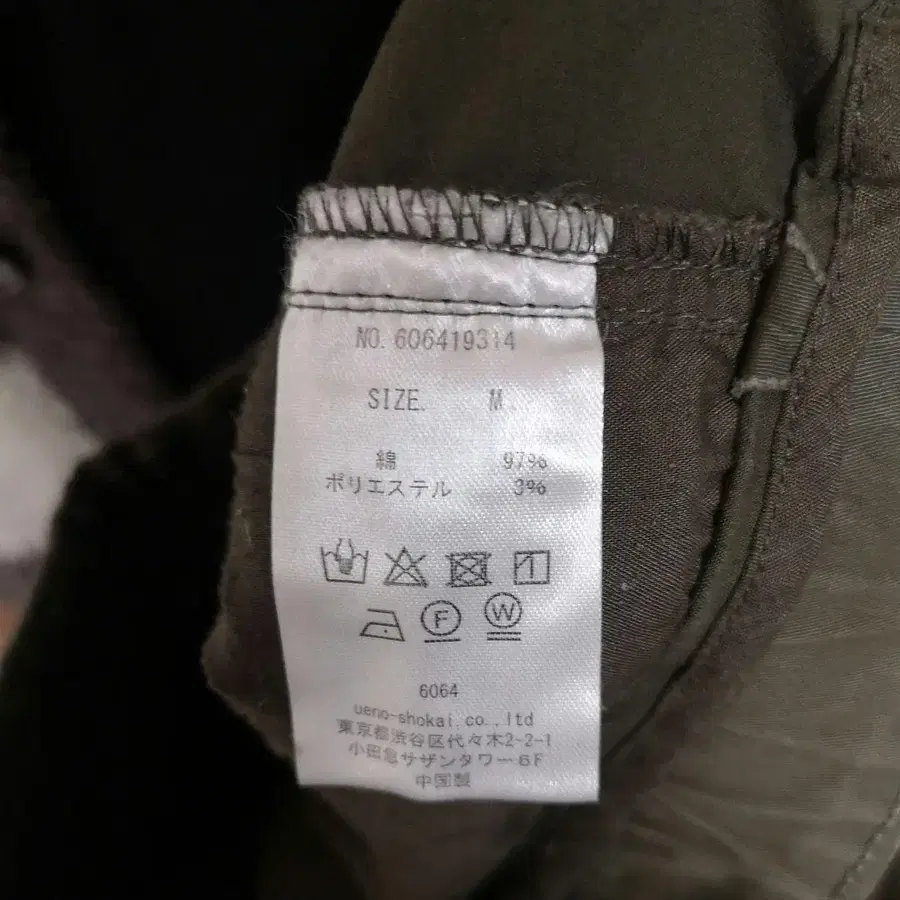 NO. 606419314
SIZE. M
綿 97%
ポリエステル 3%
F W
6064
ueno-shokai.co.,ltd
東京都渋谷区代々木2-2-1
小田急サザンタワー6F
中国製